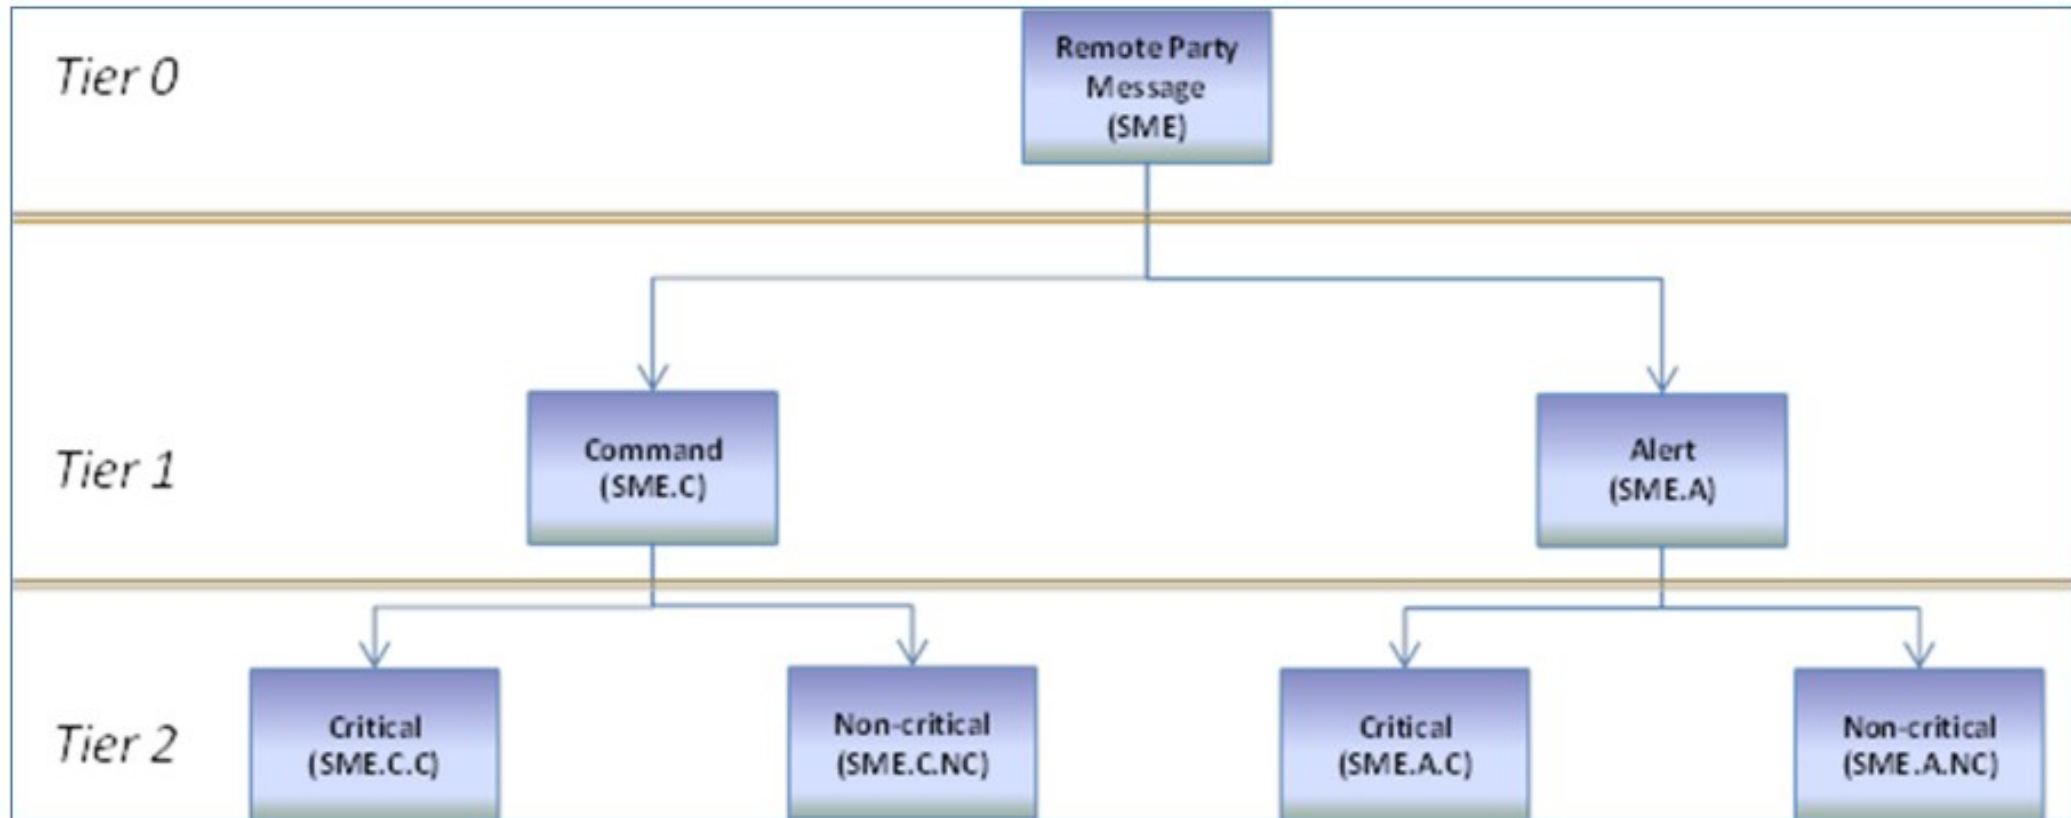 Tier 0
Remote Party
Message
(SME)
Tier 1
Command
(SME.C)
Alert
(SME.A)
Tier 2
Critical
(SME.C.C)
Non-critical
(SME.C.NC)
Critical
(SME.A.C)
Non-critical
(SME.A.NC)